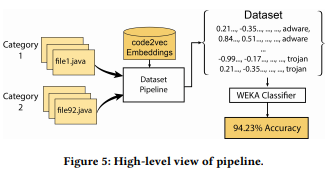 Category
1
file1.java
Category
2
file92.java
code2vec
Embeddings
Dataset
Pipeline
Dataset
0.21..., -0.35..., ..., ..., adware,
0.84..., 0.51..., ..., ..., adware
...
-0.99..., -0.17..., ..., ..., trojan
0.21..., -0.35..., ..., ..., trojan
WEKA Classifier
94.23% Accuracy
Figure 5: High-level view of pipeline.